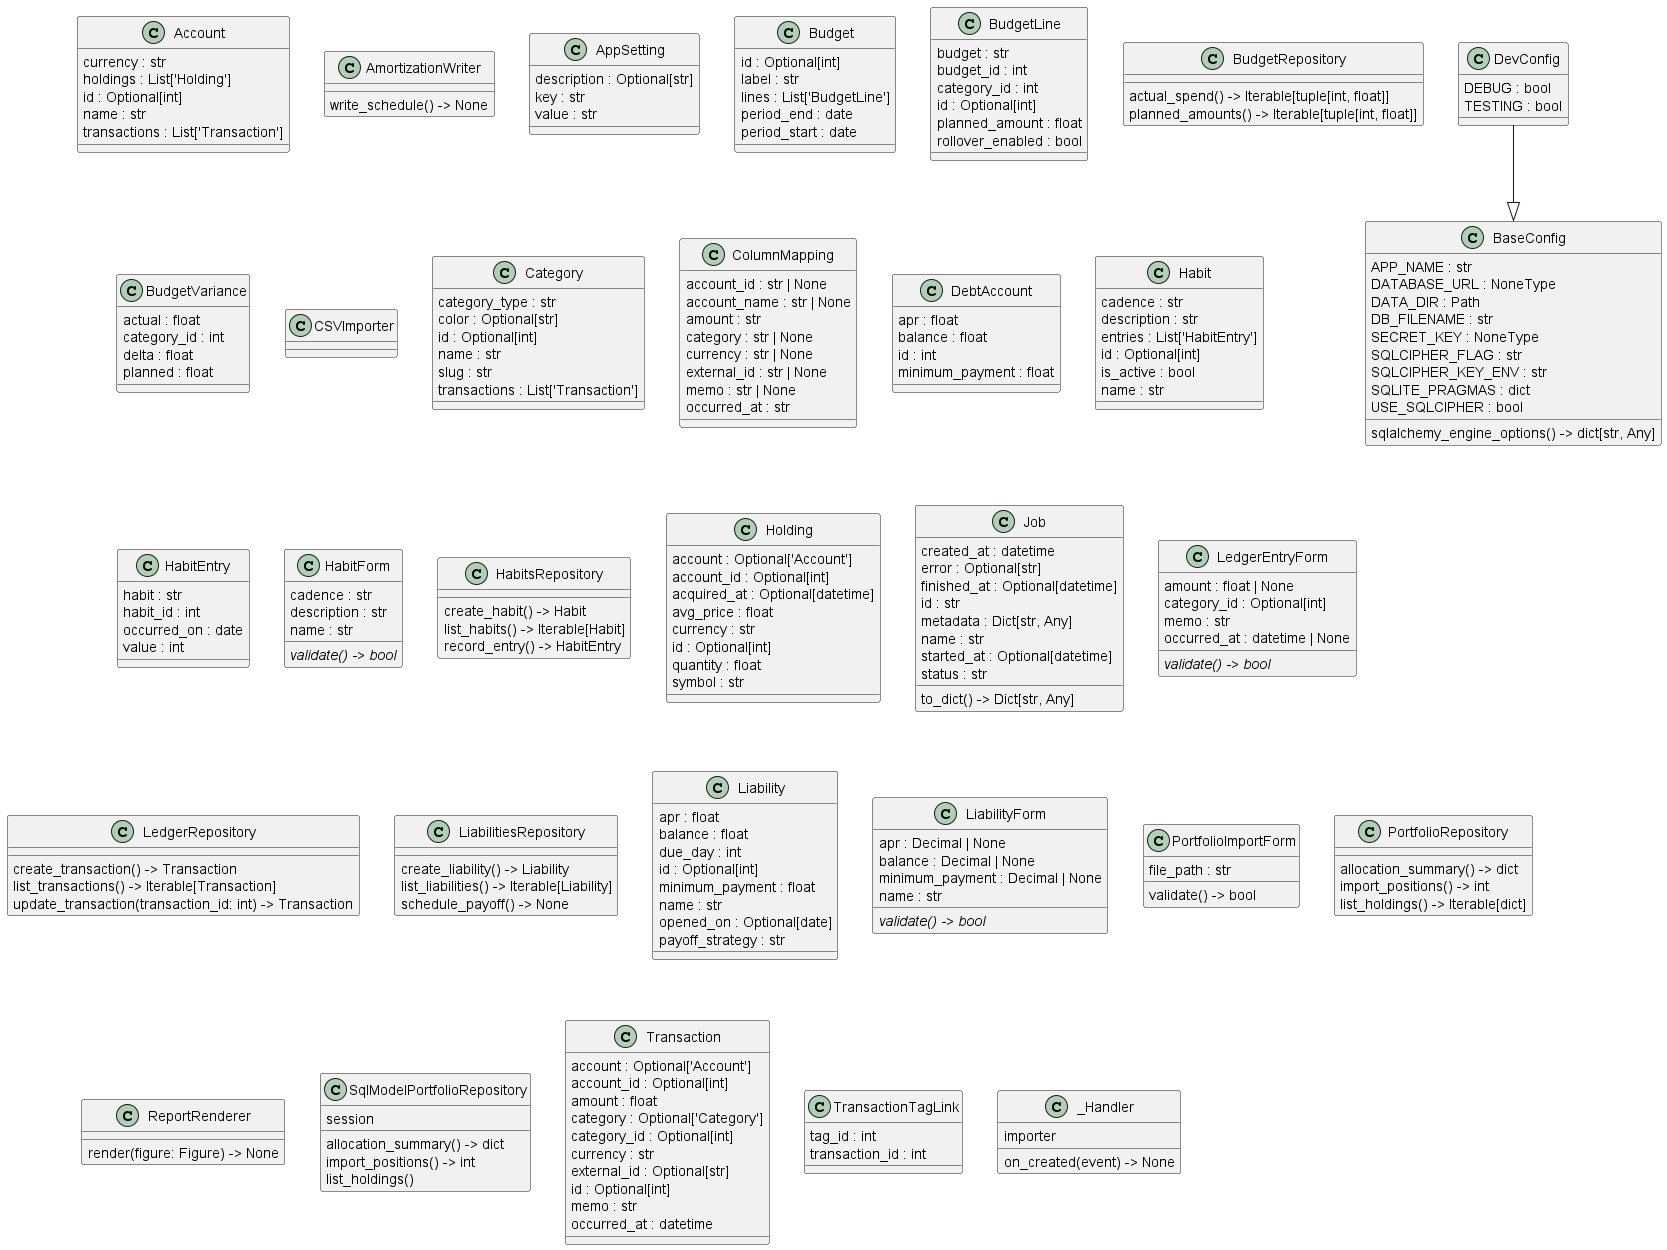 C Account
currency : str
holdings : List['Holding']
id : Optional[int]
name : str
transactions : List['Transaction']
C AmortizationWriter
write_schedule() -> None
C AppSetting
description : Optional[str]
key : str
value : str
C Budget
id : Optional[int]
label : str
lines : List['BudgetLine']
period_end : date
period_start : date
C BudgetLine
budget : str
budget_id : int
category_id : int
id : Optional[int]
planned_amount : float
rollover_enabled : bool
C BudgetRepository
actual_spend() -> Iterable[tuple[int, float]]
planned_amounts() -> Iterable[tuple[int, float]]
C DevConfig
DEBUG : bool
TESTING : bool
C BudgetVariance
actual : float
category_id : int
delta : float
planned : float
C CSVImporter
C Category
category_type : str
color : Optional[str]
id : Optional[int]
name : str
slug : str
transactions : List['Transaction']
C ColumnMapping
account_id : str | None
account_name : str | None
amount : str
category : str | None
currency : str | None
external_id : str | None
memo : str | None
occurred_at : str
C DebtAccount
apr : float
balance : float
id : int
minimum_payment : float
C Habit
cadence : str
description : str
entries : List['HabitEntry']
id : Optional[int]
is_active : bool
name : str
C BaseConfig
APP_NAME : str
DATABASE_URL : NoneType
DATA_DIR : Path
DB_FILENAME : str
SECRET_KEY : NoneType
SQLCIPHER_FLAG : str
SQLCIPHER_KEY_ENV : str
SQLITE_PRAGMAS : dict
USE_SQLCIPHER : bool
sqlalchemy_engine_options() -> dict[str, Any]
C HabitEntry
habit : str
habit_id : int
occurred_on : date
value : int
C HabitForm
cadence : str
description : str
name : str
validate() -> bool
C HabitsRepository
create_habit() -> Habit
list_habits() -> Iterable[Habit]
record_entry() -> HabitEntry
C Holding
account : Optional['Account']
account_id : Optional[int]
acquired_at : Optional[datetime]
avg_price : float
currency : str
id : Optional[int]
quantity : float
symbol : str
C Job
created_at : datetime
error : Optional[str]
finished_at : Optional[datetime]
id : str
metadata : Dict[str, Any]
name : str
started_at : Optional[datetime]
status : str
to_dict() -> Dict[str, Any]
C LedgerEntryForm
amount : float | None
category_id : Optional[int]
memo : str
occurred_at : datetime | None
validate() -> bool
C LedgerRepository
create_transaction() -> Transaction
list_transactions() -> Iterable[Transaction]
update_transaction(transaction_id: int) -> Transaction
C LiabilitiesRepository
create_liability() -> Liability
list_liabilities() -> Iterable[Liability]
schedule_payoff() -> None
C Liability
apr : float
balance : float
due_day : int
id : Optional[int]
minimum_payment : float
name : str
opened_on : Optional[date]
payoff_strategy : str
C LiabilityForm
apr : Decimal | None
balance : Decimal | None
minimum_payment : Decimal | None
name : str
validate() -> bool
C PortfolioImportForm
file_path : str
validate() -> bool
C PortfolioRepository
allocation_summary() -> dict
import_positions() -> int
list_holdings() -> Iterable[dict]
C ReportRenderer
render(figure: Figure) -> None
C SqlModelPortfolioRepository
session
allocation_summary() -> dict
import_positions() -> int
list_holdings()
C Transaction
account : Optional['Account']
account_id : Optional[int]
amount : float
category : Optional['Category']
category_id : Optional[int]
currency : str
external_id : Optional[str]
id : Optional[int]
memo : str
occurred_at : datetime
C TransactionTagLink
tag_id : int
transaction_id : int
C _Handler
importer
on_created(event) -> None